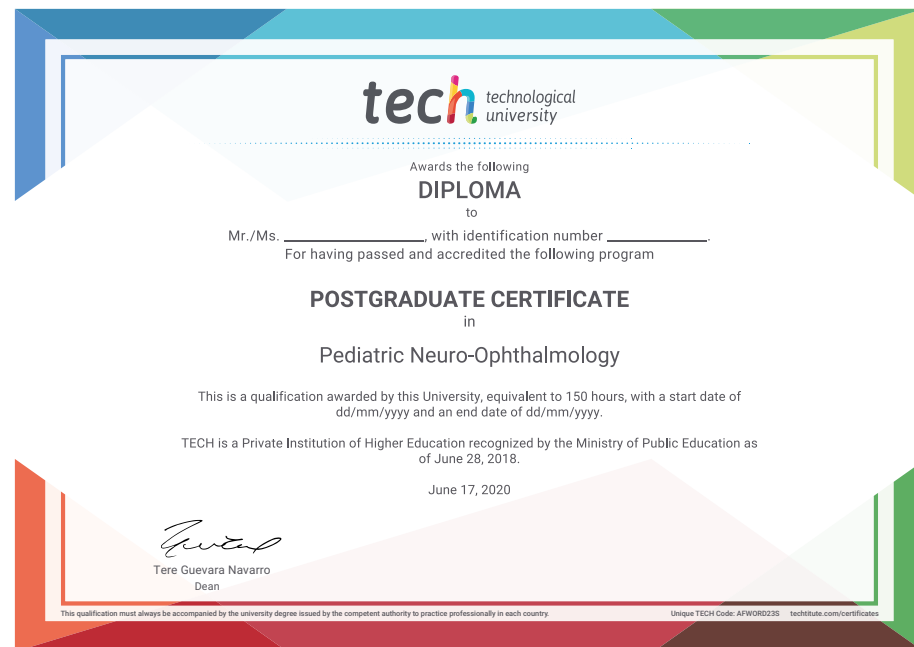 tech technological
university
Awards the following
DIPLOMA
to
Mr./Ms. ____________, with identification number ____________.
For having passed and accredited the following program
POSTGRADUATE CERTIFICATE
in
Pediatric Neuro-Ophthalmology
This is a qualification awarded by this University, equivalent to 150 hours, with a start date of
dd/mm/yyyy and an end date of dd/mm/yyyy.
TECH is a Private Institution of Higher Education recognized by the Ministry of Public Education as
of June 28, 2018.
June 17, 2020
Tere Guevara Navarro
Dean
This qualification must always be accompanied by the university degree issued by the competent authority to practice professionally in each country.
Unique TECH Code: AFWORD23S techtitute.com/certificates